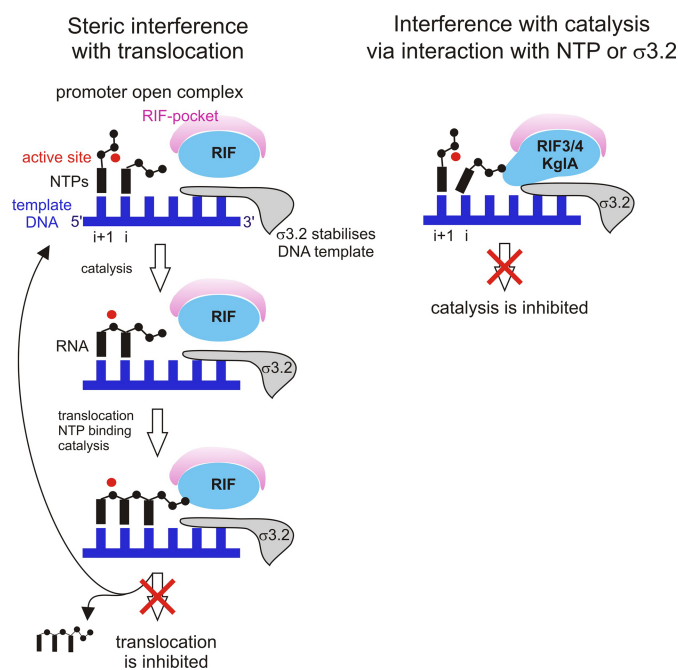 Steric interference
with translocation
promoter open complex
RIF-pocket
RIF
active site
NTPs
template
DNA
5'
3'
i+1 i
σ3.2 stabilises
DNA template
catalysis
RIF
RNA
σ3.2
translocation
NTP binding
catalysis
RIF
σ3.2
translocation
is inhibited
Interference with catalysis
via interaction with NTP or σ3.2
RIF3/4
KglA
σ3.2
i+1 i
catalysis is inhibited